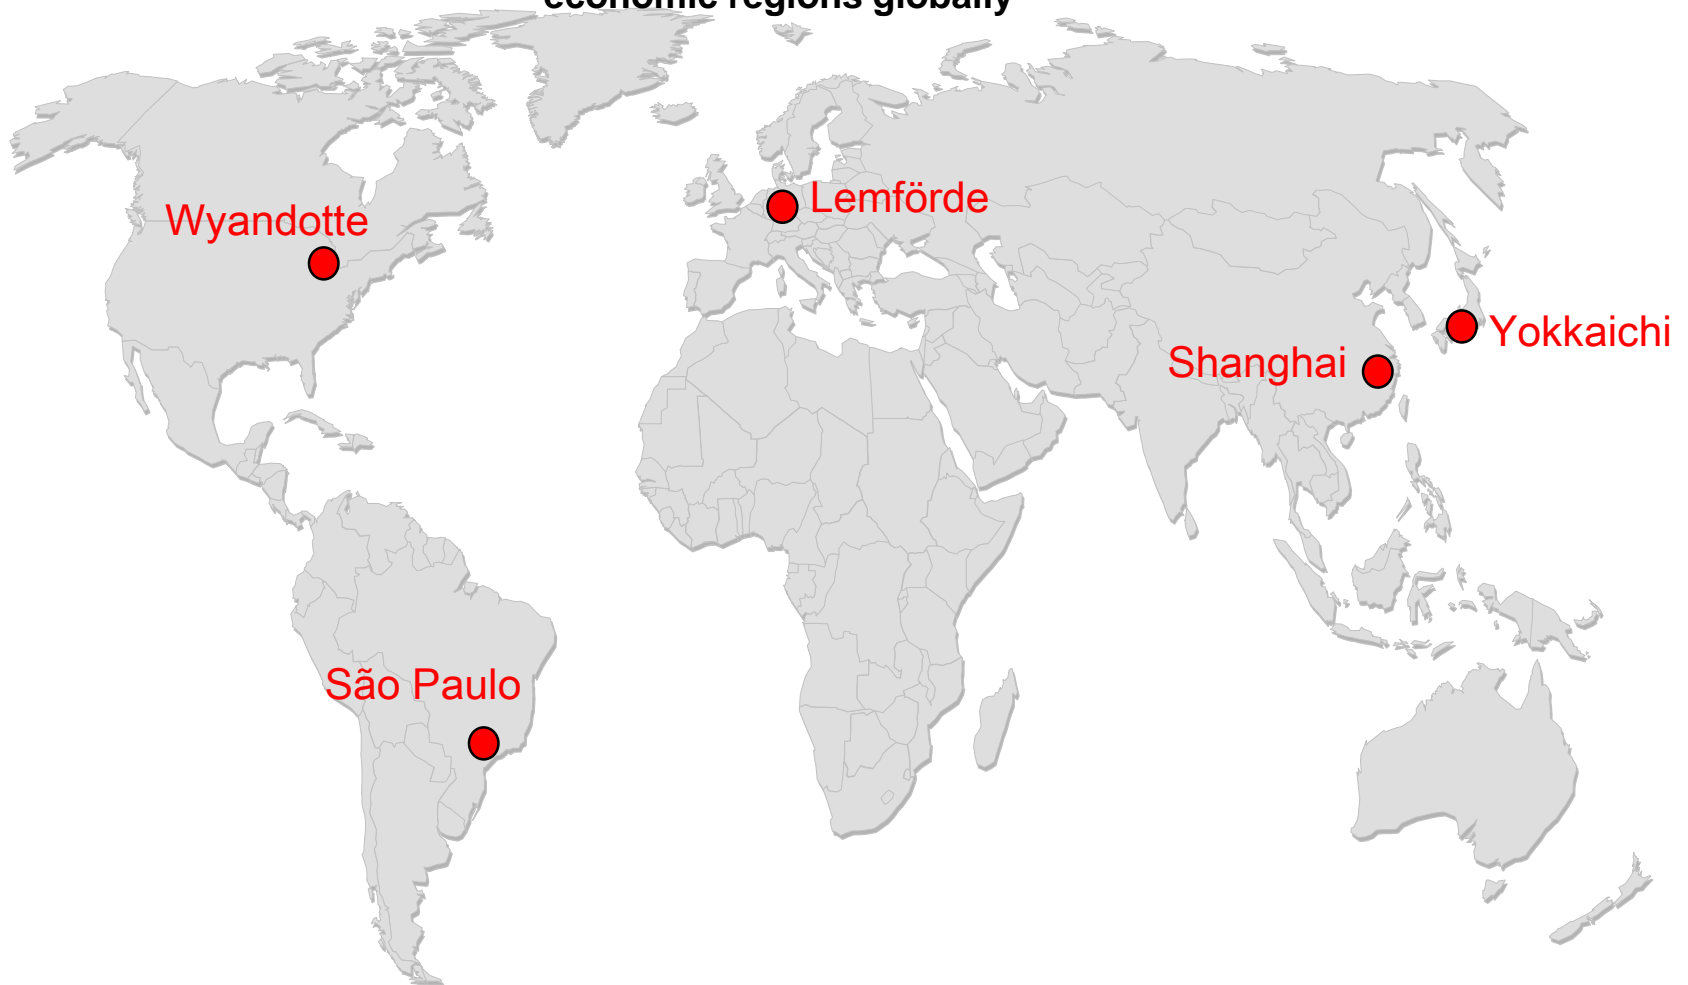 economic regions globally
Lemförde
Wyandotte
Yokkaichi
Shanghai
São Paulo